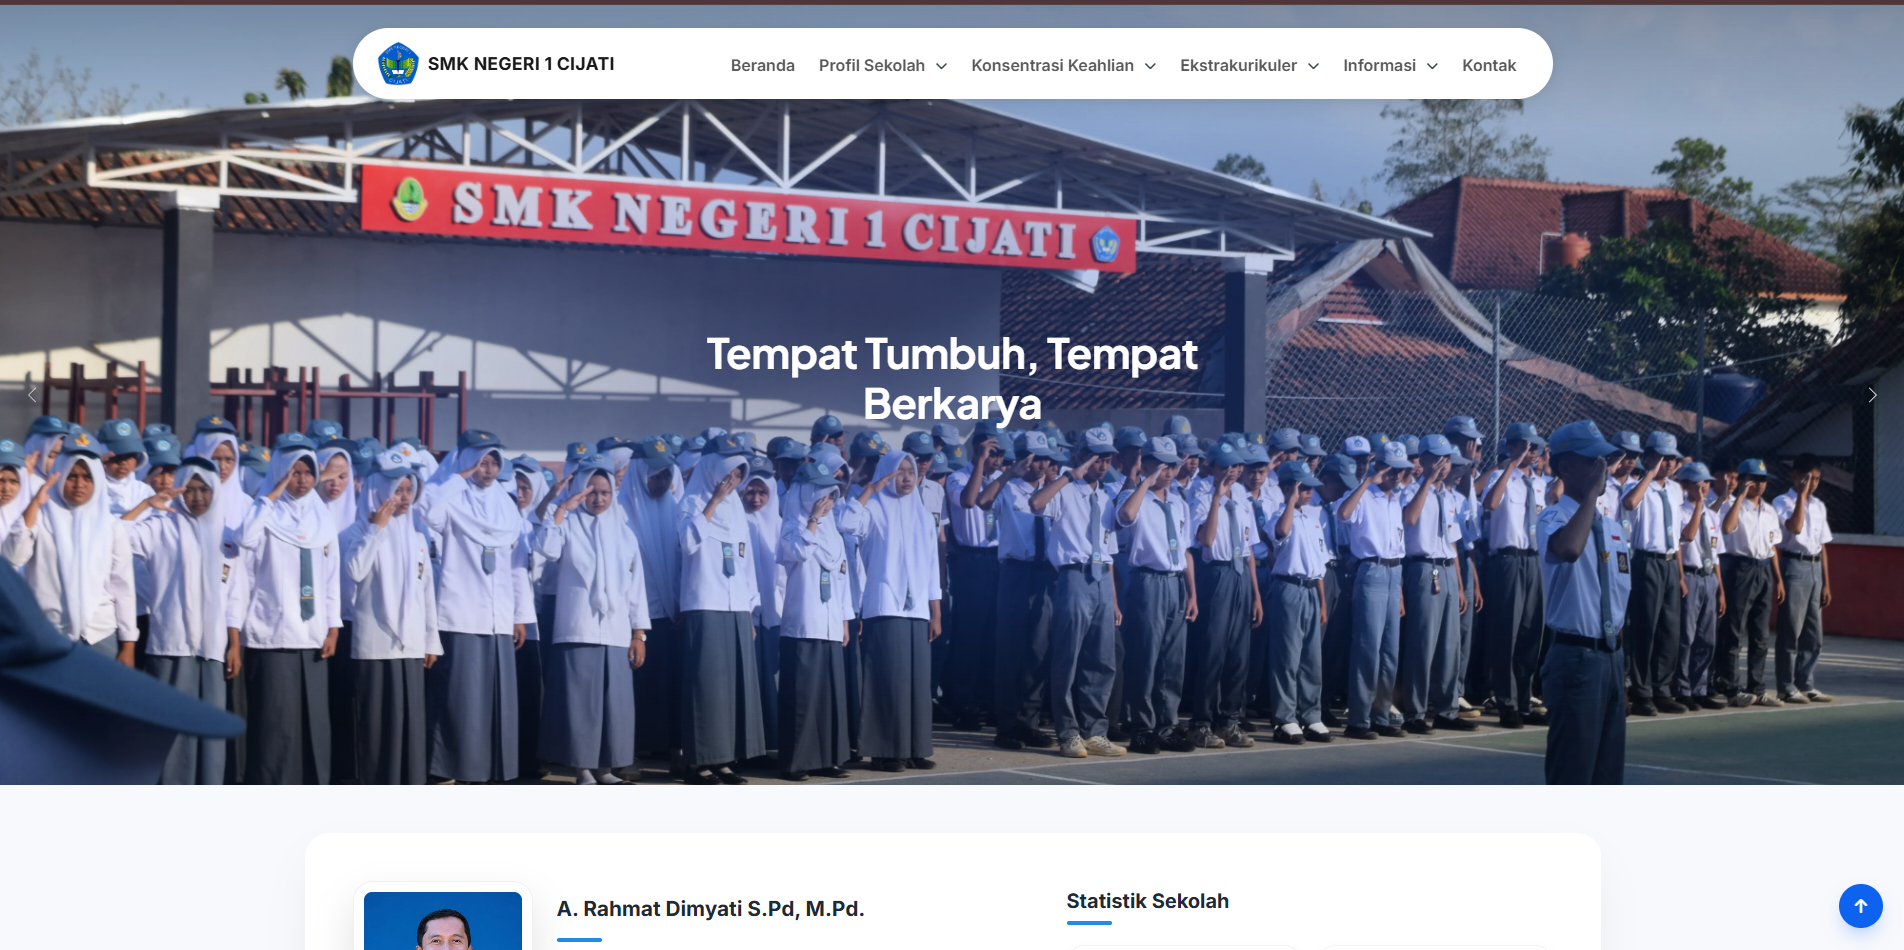 SMK NEGERI 1 CIJATI
Beranda
Profil Sekolah
Konsentrasi Keahlian
Ekstrakurikuler
Informasi
Kontak
SMK NEGERI 1 CIJATI
Tempat Tumbuh, Tempat
Berkarya
A. Rahmat Dimyati S.Pd, M.Pd.
Statistik Sekolah